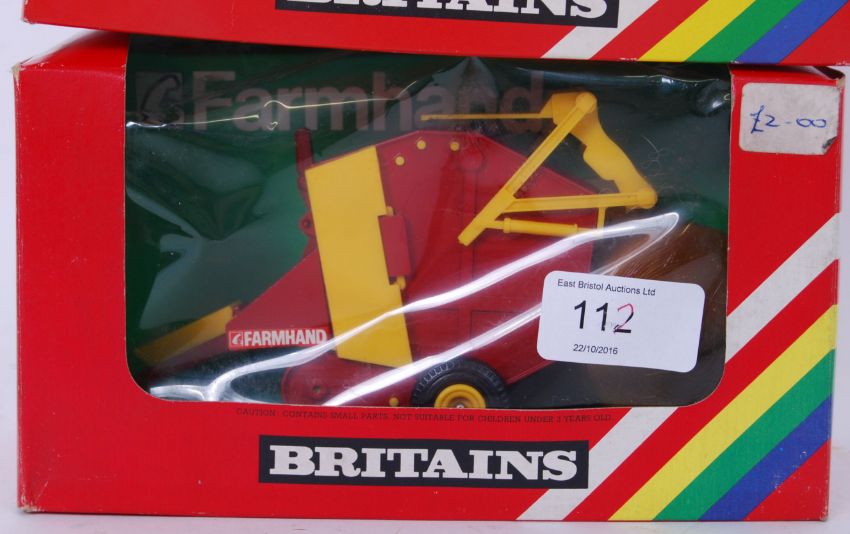 BRITAINS
Farmhand
£2-00
East Bristol Auctions Ltd
112
22/10/2016
FARMHAND
CAUTION : CONTAINS SMALL PARTS. NOT SUITABLE FOR CHILDREN UNDER 3 YEARS OLD.
BRITAINS